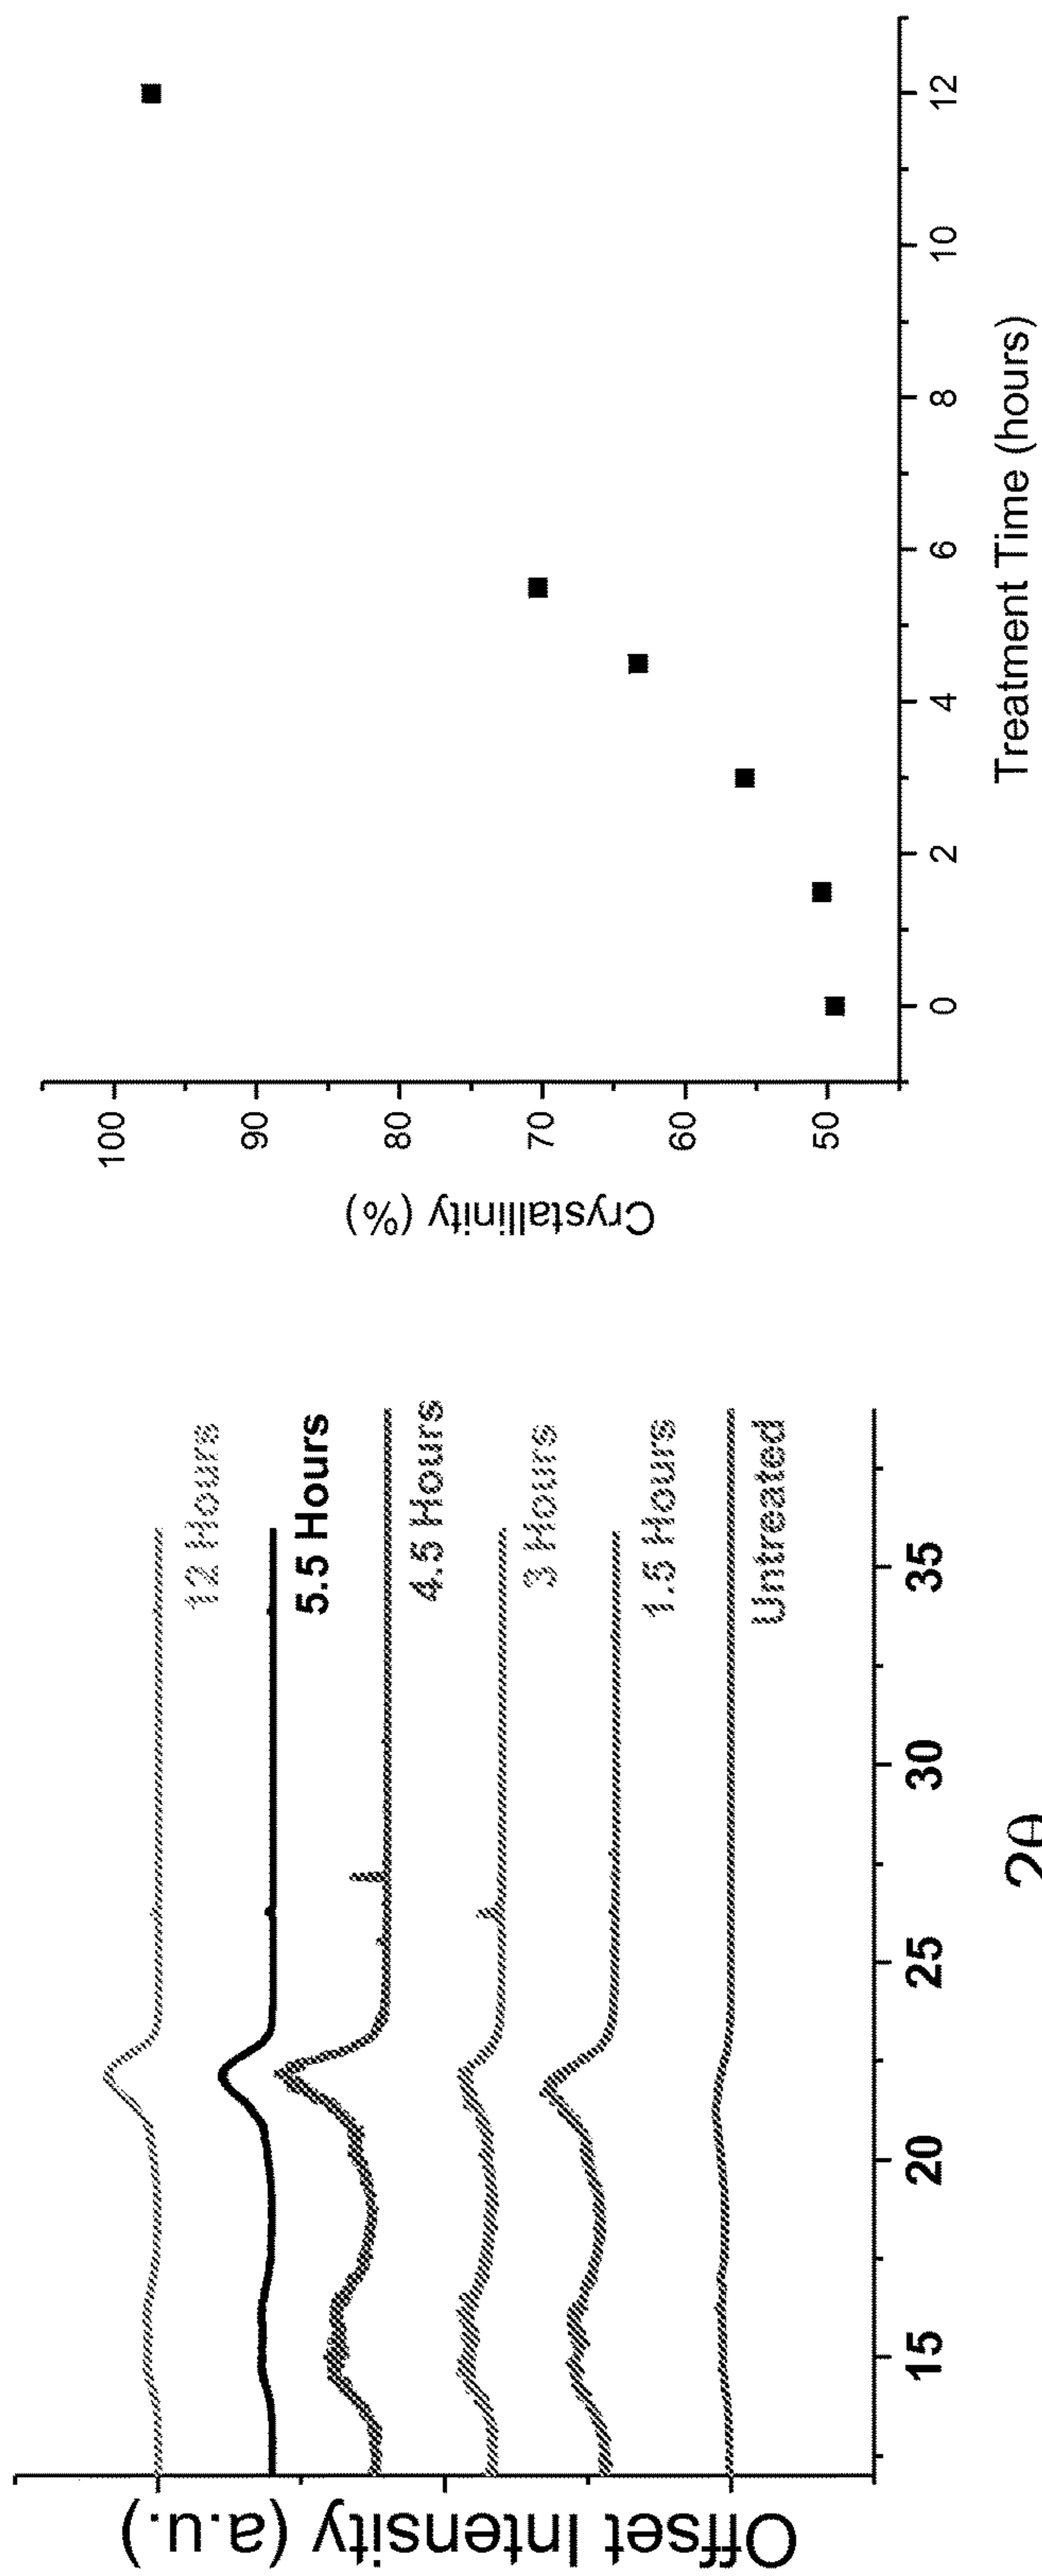 Offset Intensity (a.u.)
12 Hours
5.5 Hours
4.5 Hours
3 Hours
1.5 Hours
Untreated
15
20
25
30
35
2θ
Crystallinity (%)
100
90
80
70
60
50
0
2
4
6
8
10
12
Treatment Time (hours)